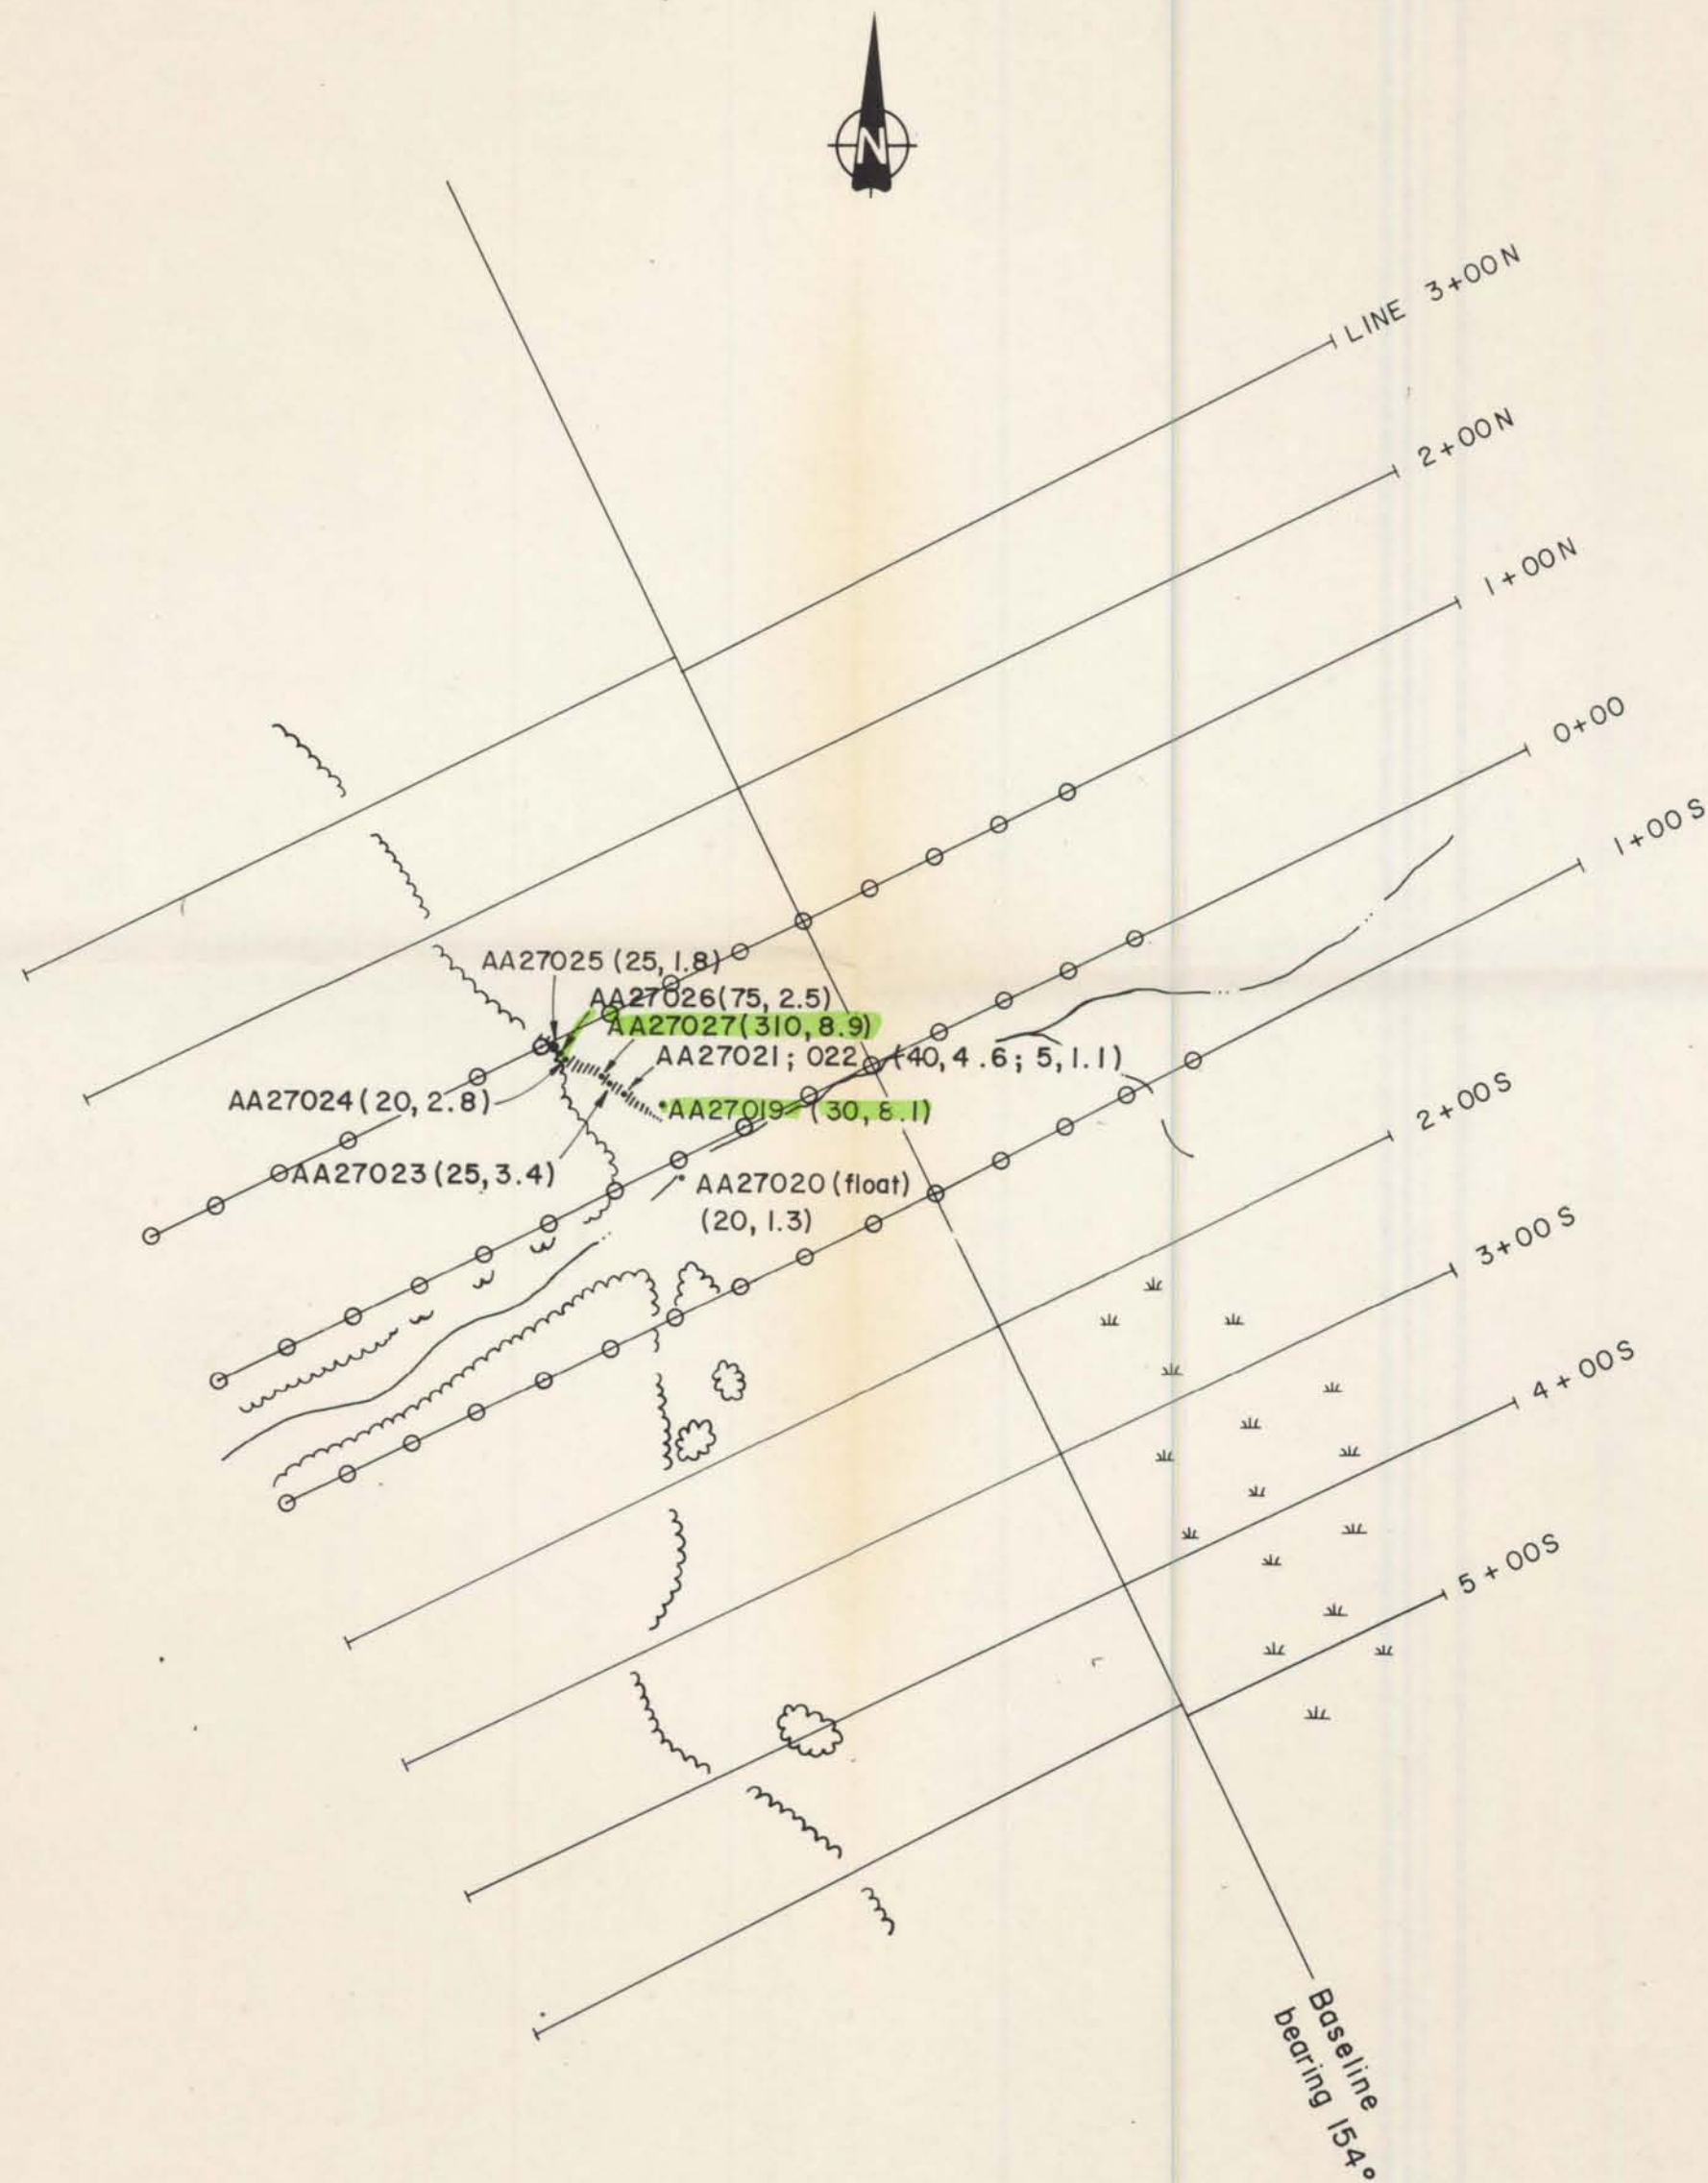 N
LINE 3+00N
2+00N
1+00N
0+00
1+00S
AA27025 (25, 1.8)
AA27026 (75, 2.5)
AA27027 (310, 8.9)
AA27021; 022 (40, 4.6; 5, 1.1)
AA27024 (20, 2.8)
AA27019 (30, 8.1)
AA27023 (25, 3.4)
AA27020 (float)
(20, 1.3)
2+00S
3+00S
4+00S
5+00S
Baseline
bearing 154°